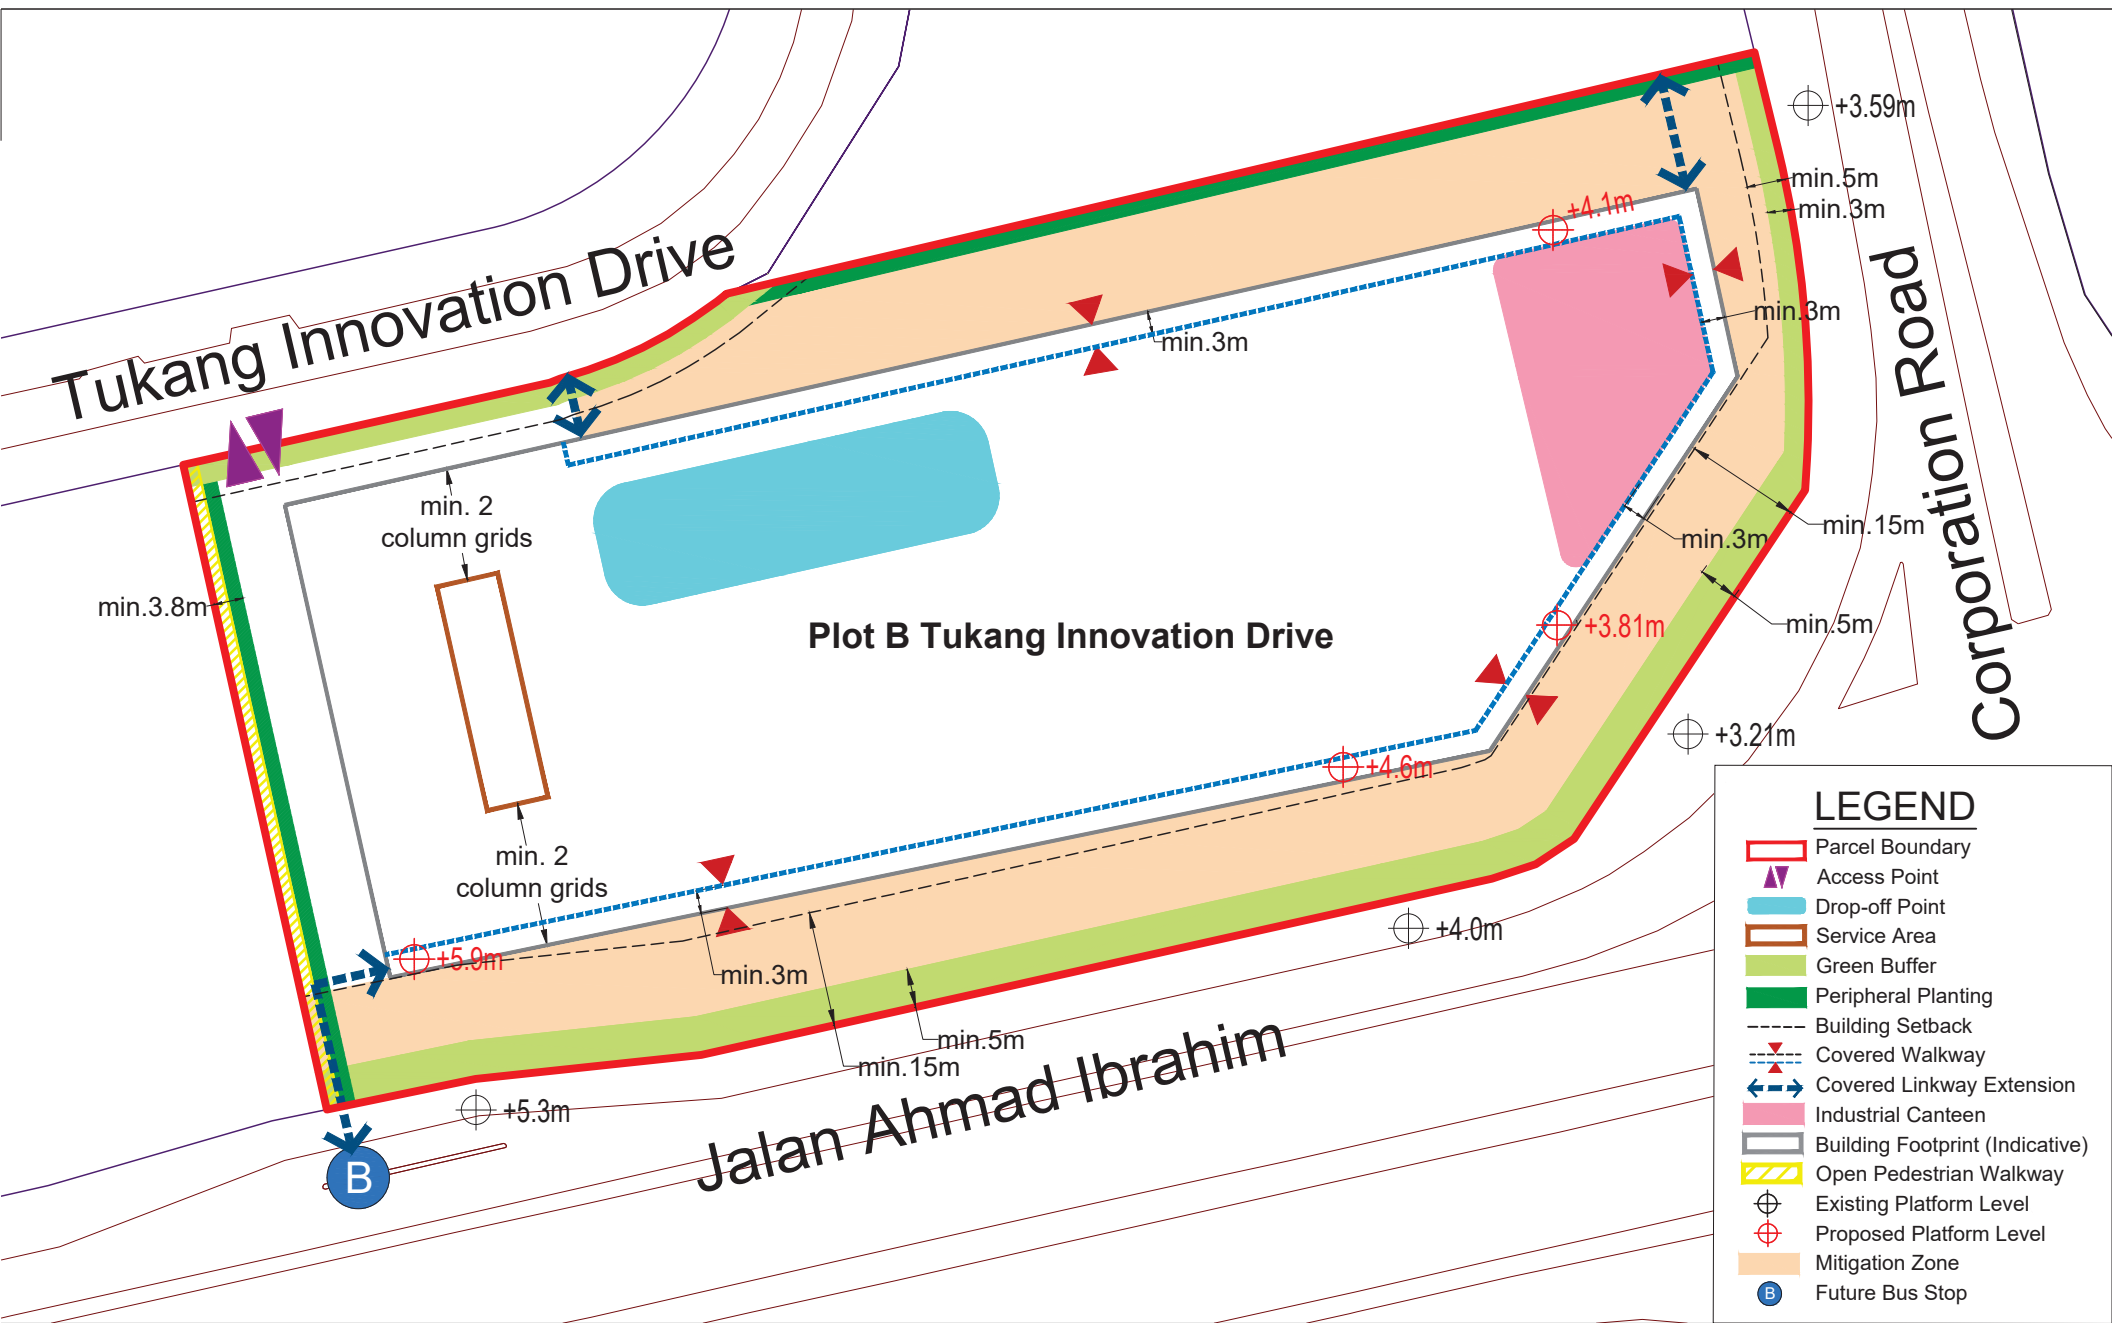 +3.59m
min.5m
min.3m
+4.1m
Tukang Innovation Drive
min.3m
min.3m
Corporation Road
min. 2
column grids
min.15m
min.3m
min.3.8m
Plot B Tukang Innovation Drive
+3.81m
min.5m
+3.21m
+4.6m
min. 2
column grids
+5.9m
min.3m
+4.0m
min.5m
min.15m
+5.3m
Jalan Ahmad Ibrahim
B
LEGEND
Parcel Boundary
Access Point
Drop-off Point
Service Area
Green Buffer
Peripheral Planting
Building Setback
Covered Walkway
Covered Linkway Extension
Industrial Canteen
Building Footprint (Indicative)
Open Pedestrian Walkway
Existing Platform Level
Proposed Platform Level
Mitigation Zone
B Future Bus Stop